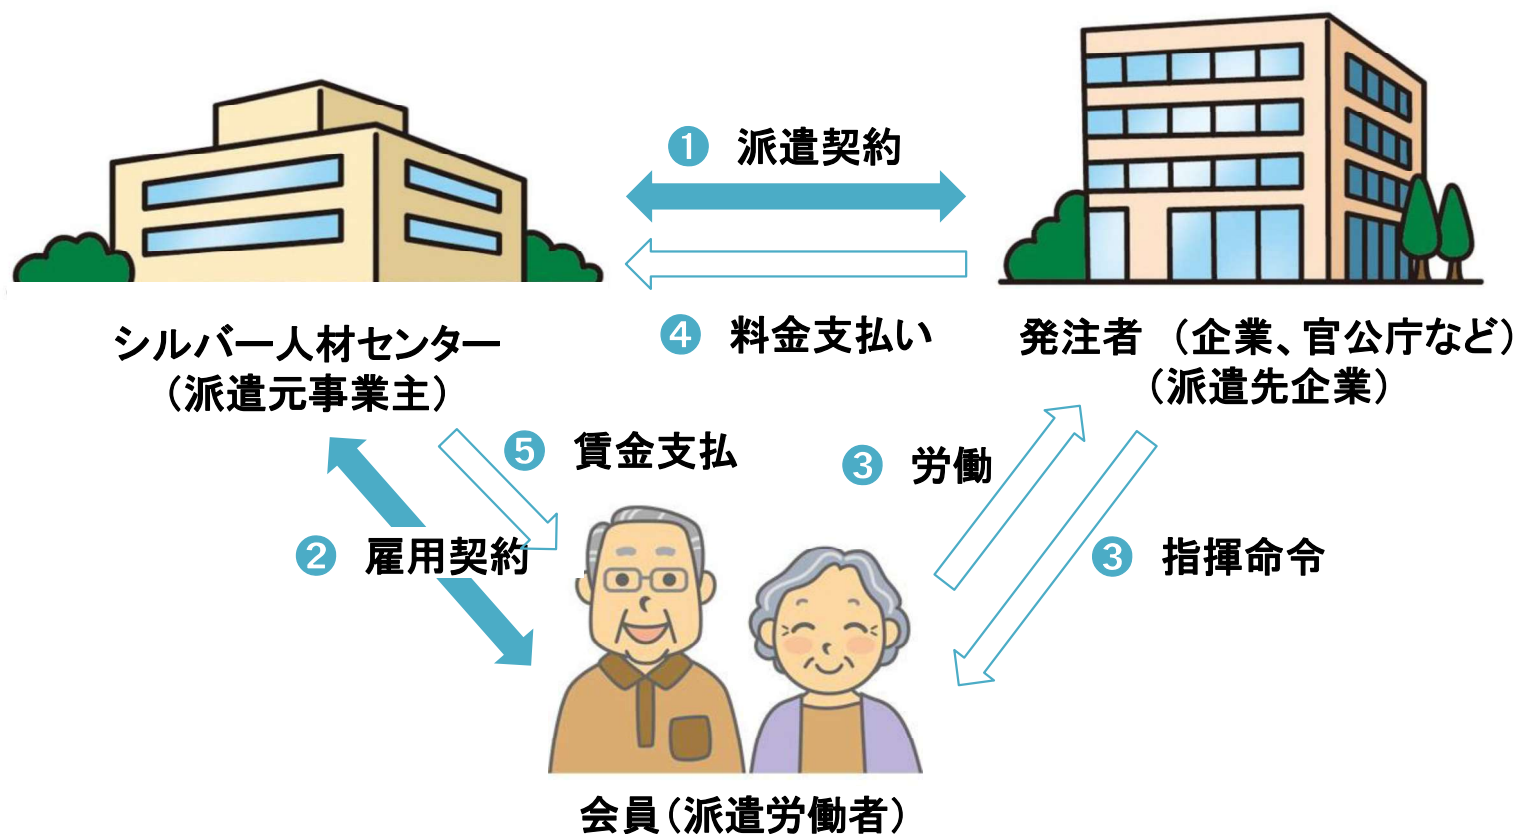 ❶ 派遣契約
❹ 料金支払い
シルバー人材センター
（派遣元事業主）
発注者 （企業、官公庁など）
（派遣先企業）
❺ 賃金支払
❸ 労働
❷ 雇用契約
❸ 指揮命令
会員（派遣労働者）